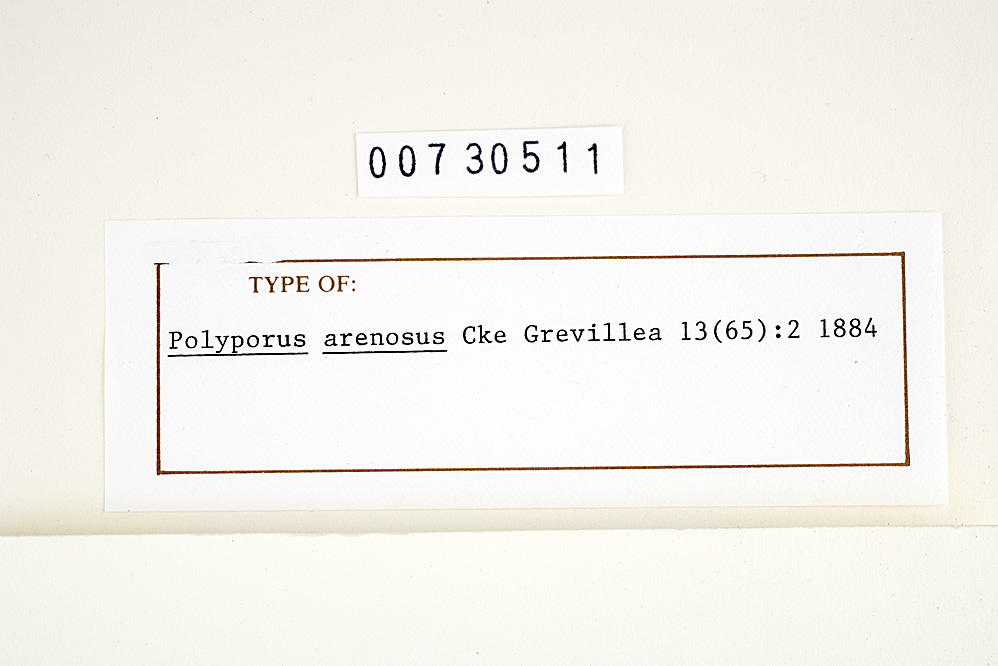 00730511
TYPE OF:
Polyporus arenosus Cke Grevillea 13(65):2 1884